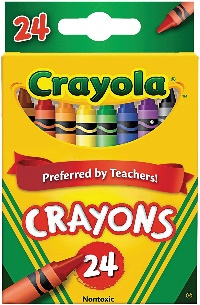 24
Crayola
Preferred by Teachers!
CRAYONS
24
Nontoxic